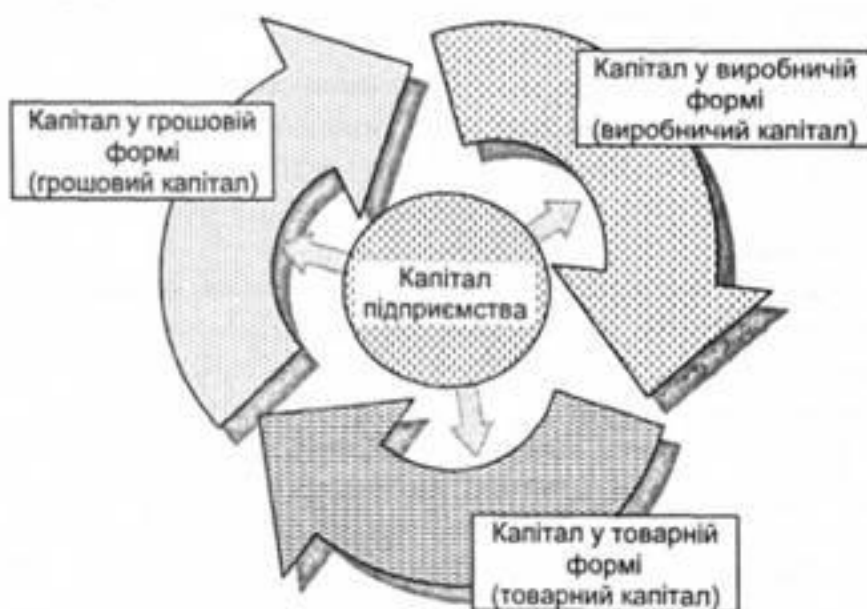 Капітал у грошовій
формі
(грошовий капітал)
Капітал у виробничій
формі
(виробничий капітал)
Капітал
підприємства
Капітал у товарній
формі
(товарний капітал)